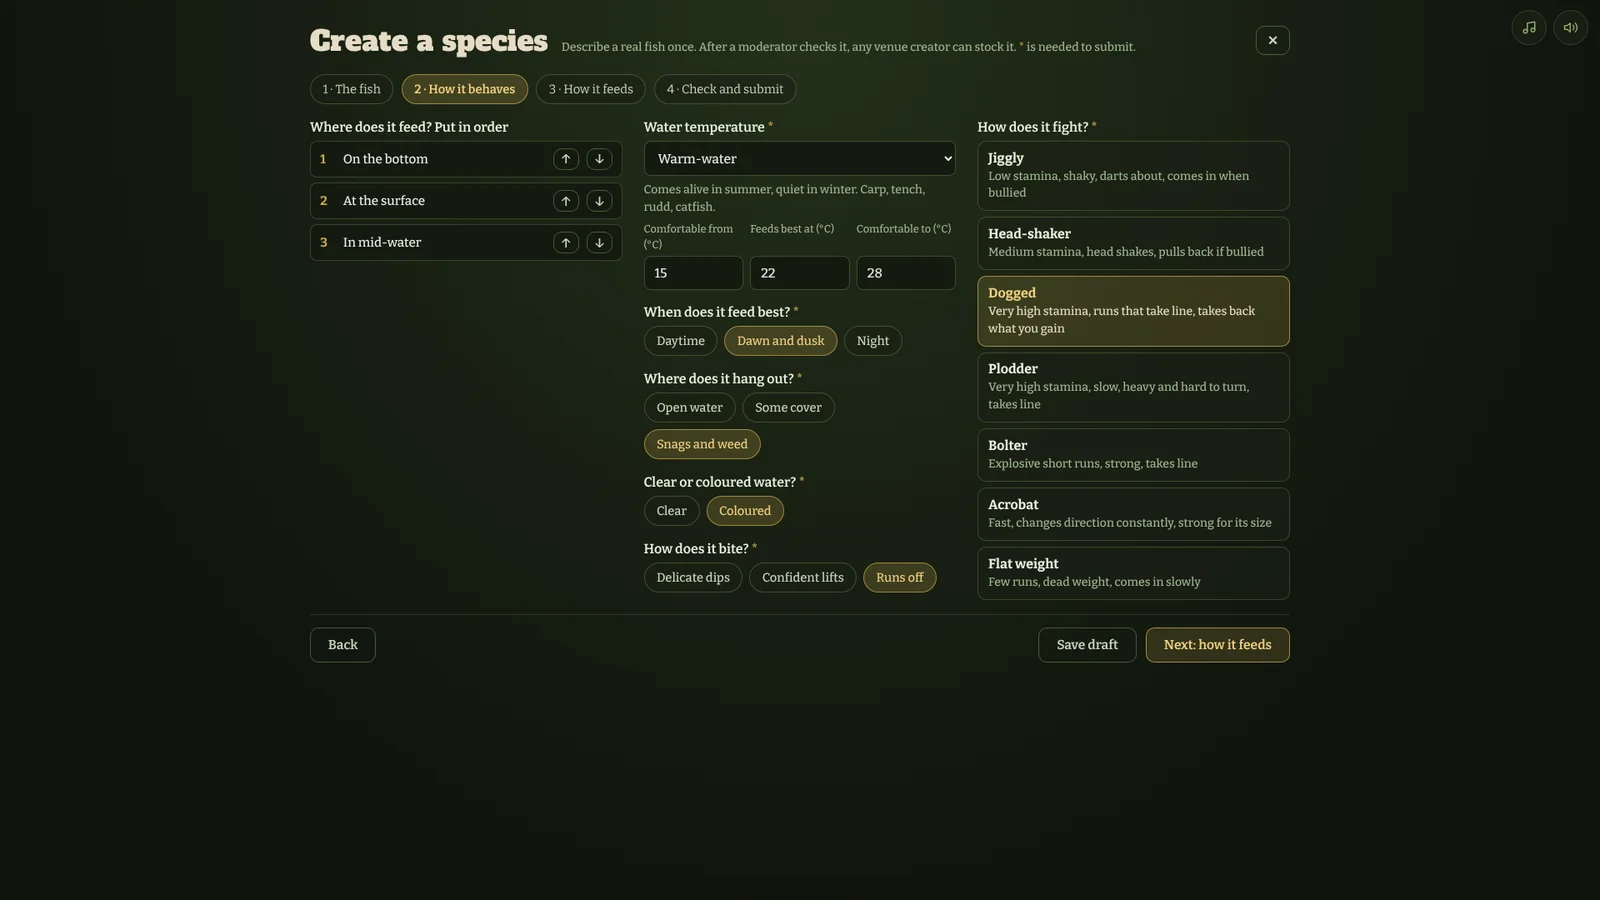 Create a species
Describe a real fish once. After a moderator checks it, any venue creator can stock it. * is needed to submit.
×
1 · The fish
2 · How it behaves
3 · How it feeds
4 · Check and submit
Where does it feed? Put in order
1 On the bottom ↑ ↓
2 At the surface ↑ ↓
3 In mid-water ↑ ↓
Water temperature *
Warm-water
Comes alive in summer, quiet in winter. Carp, tench,
rudd, catfish.
Comfortable from
(°C)
Feeds best at (°C)
Comfortable to (°C)
15
22
28
When does it feed best? *
Daytime
Dawn and dusk
Night
Where does it hang out? *
Open water
Some cover
Snags and weed
Clear or coloured water? *
Clear
Coloured
How does it bite? *
Delicate dips
Confident lifts
Runs off
How does it fight? *
Jiggly
Low stamina, shaky, darts about, comes in when
bullied
Head-shaker
Medium stamina, head shakes, pulls back if bullied
Dogged
Very high stamina, runs that take line, takes back
what you gain
Plodder
Very high stamina, slow, heavy and hard to turn,
takes line
Bolter
Explosive short runs, strong, takes line
Acrobat
Fast, changes direction constantly, strong for its size
Flat weight
Few runs, dead weight, comes in slowly
Back
Save draft
Next: how it feeds